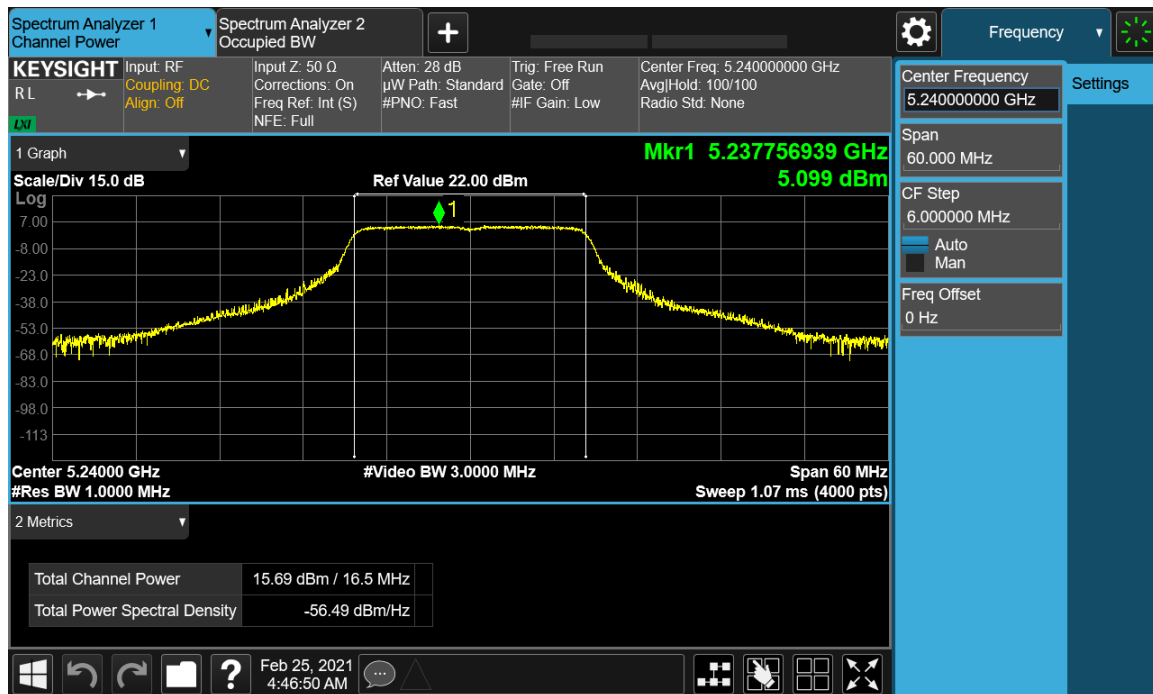 Spectrum Analyzer 1
Channel Power
Spectrum Analyzer 2
Occupied BW
Frequency
KEYSIGHT
R L
LXI
Input: RF
Coupling: DC
Align: Off
Input Z: 50 Ω
Corrections: On
Freq Ref: Int (S)
NFE: Full
Atten: 28 dB
µW Path: Standard
#PNO: Fast
Trig: Free Run
Gate: Off
#IF Gain: Low
Center Freq: 5.240000000 GHz
Avg|Hold: 100/100
Radio Std: None
Center Frequency
5.240000000 GHz
Settings
Span
60.000 MHz
CF Step
6.000000 MHz
Auto
Man
Freq Offset
0 Hz
1 Graph
Mkr1 5.237756939 GHz
5.099 dBm
Scale/Div 15.0 dB
Ref Value 22.00 dBm
Log
1
7.00
-8.00
-23.0
-38.0
-53.0
-68.0
-83.0
-98.0
-113
Center 5.24000 GHz
#Video BW 3.0000 MHz
Span 60 MHz
#Res BW 1.0000 MHz
Sweep 1.07 ms (4000 pts)
2 Metrics
Total Channel Power 15.69 dBm / 16.5 MHz
Total Power Spectral Density -56.49 dBm/Hz
?
Feb 25, 2021
4:46:50 AM